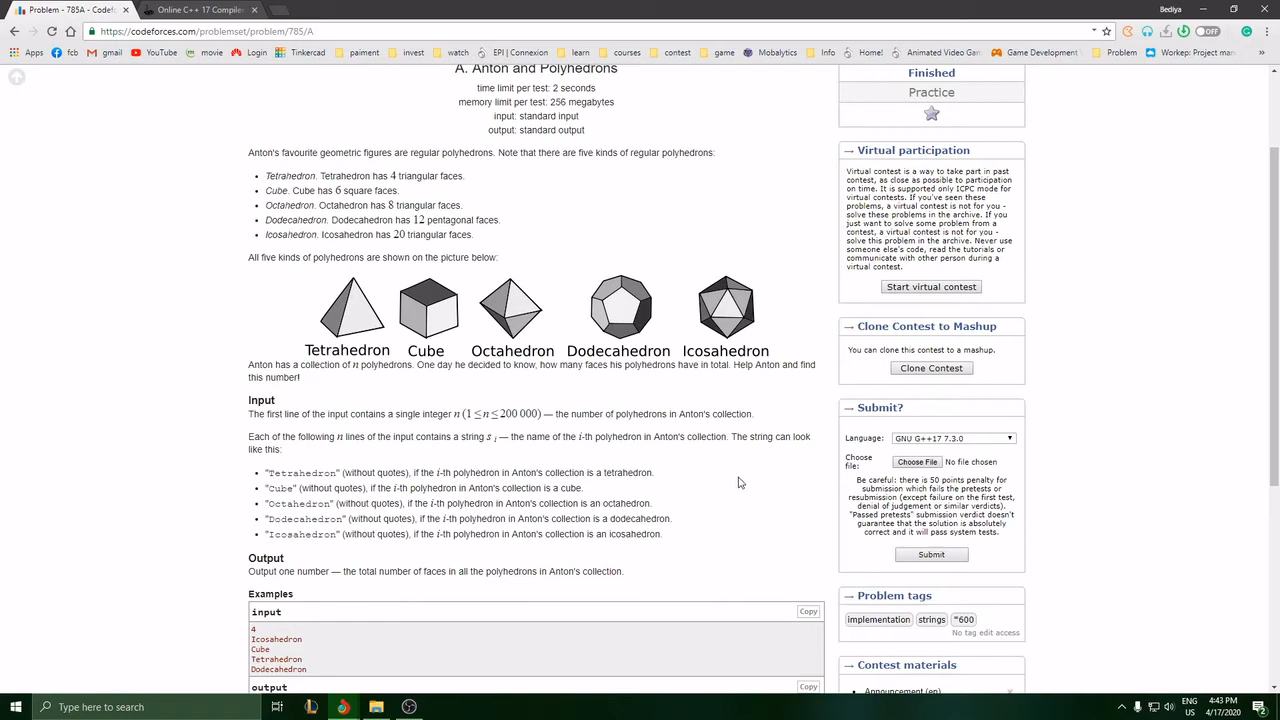 Problem - 785A - Codef
Online C++ 17 Compiler
Bediya
https://codeforces.com/problemset/problem/785/A
OFF
Apps fcb gmail youtube movie Login Tinkercad paiment invest watch EPI | Connexion learn courses contest game Mobalytics Info Home! Animated Video Gam Game Development Problem Workep: Project man »
A. Anton and Polyhedrons
time limit per test: 2 seconds
memory limit per test: 256 megabytes
input: standard input
output: standard output
Anton's favourite geometric figures are regular polyhedrons. Note that there are five kinds of regular polyhedrons:
• Tetrahedron. Tetrahedron has 4 triangular faces.
• Cube. Cube has 6 square faces.
• Octahedron. Octahedron has 8 triangular faces.
• Dodecahedron. Dodecahedron has 12 pentagonal faces.
• Icosahedron. Icosahedron has 20 triangular faces.
All five kinds of polyhedrons are shown on the picture below:
Tetrahedron Cube Octahedron Dodecahedron Icosahedron
Anton has a collection of n polyhedrons. One day he decided to know, how many faces his polyhedrons have in total. Help Anton and find
this number!
Input
The first line of the input contains a single integer n (1 ≤ n ≤ 200 000) — the number of polyhedrons in Anton's collection.
Each of the following n lines of the input contains a string s i — the name of the i-th polyhedron in Anton's collection. The string can look
like this:
• "Tetrahedron" (without quotes), if the i-th polyhedron in Anton's collection is a tetrahedron.
• "Cube" (without quotes), if the i-th polyhedron in Anton's collection is a cube.
• "Octahedron" (without quotes), if the i-th polyhedron in Anton's collection is an octahedron.
• "Dodecahedron" (without quotes), if the i-th polyhedron in Anton's collection is a dodecahedron.
• "Icosahedron" (without quotes), if the i-th polyhedron in Anton's collection is an icosahedron.
Output
Output one number — the total number of faces in all the polyhedrons in Anton's collection.
Examples
input
Copy
4
Icosahedron
Cube
Tetrahedron
Dodecahedron
output
Copy
Finished
Practice
→ Virtual participation
Virtual contest is a way to take part in past
contest, as close as possible to participation
on time. It is supported only ICPC mode for
virtual contests. If you've seen these
problems, a virtual contest is not for you -
solve these problems in the archive. If you
just want to solve some problem from a
contest, a virtual contest is not for you -
solve this problem in the archive. Never use
someone else's code, read the tutorials or
communicate with other person during a
virtual contest.
Start virtual contest
→ Clone Contest to Mashup
You can clone this contest to a mashup.
Clone Contest
→ Submit?
Language: GNU G++17 7.3.0
Choose
file: Choose File No file chosen
Be careful: there is 50 points penalty for
submission which fails the pretests or
resubmission (except failure on the first test,
denial of judgement or similar verdicts).
"Passed pretests" submission verdict doesn't
guarantee that the solution is absolutely
correct and it will pass system tests.
Submit
→ Problem tags
implementation strings *600
No tag edit access
→ Contest materials
• Announcement (en)
Type here to search
ENG
US
4:43 PM
4/17/2020
2